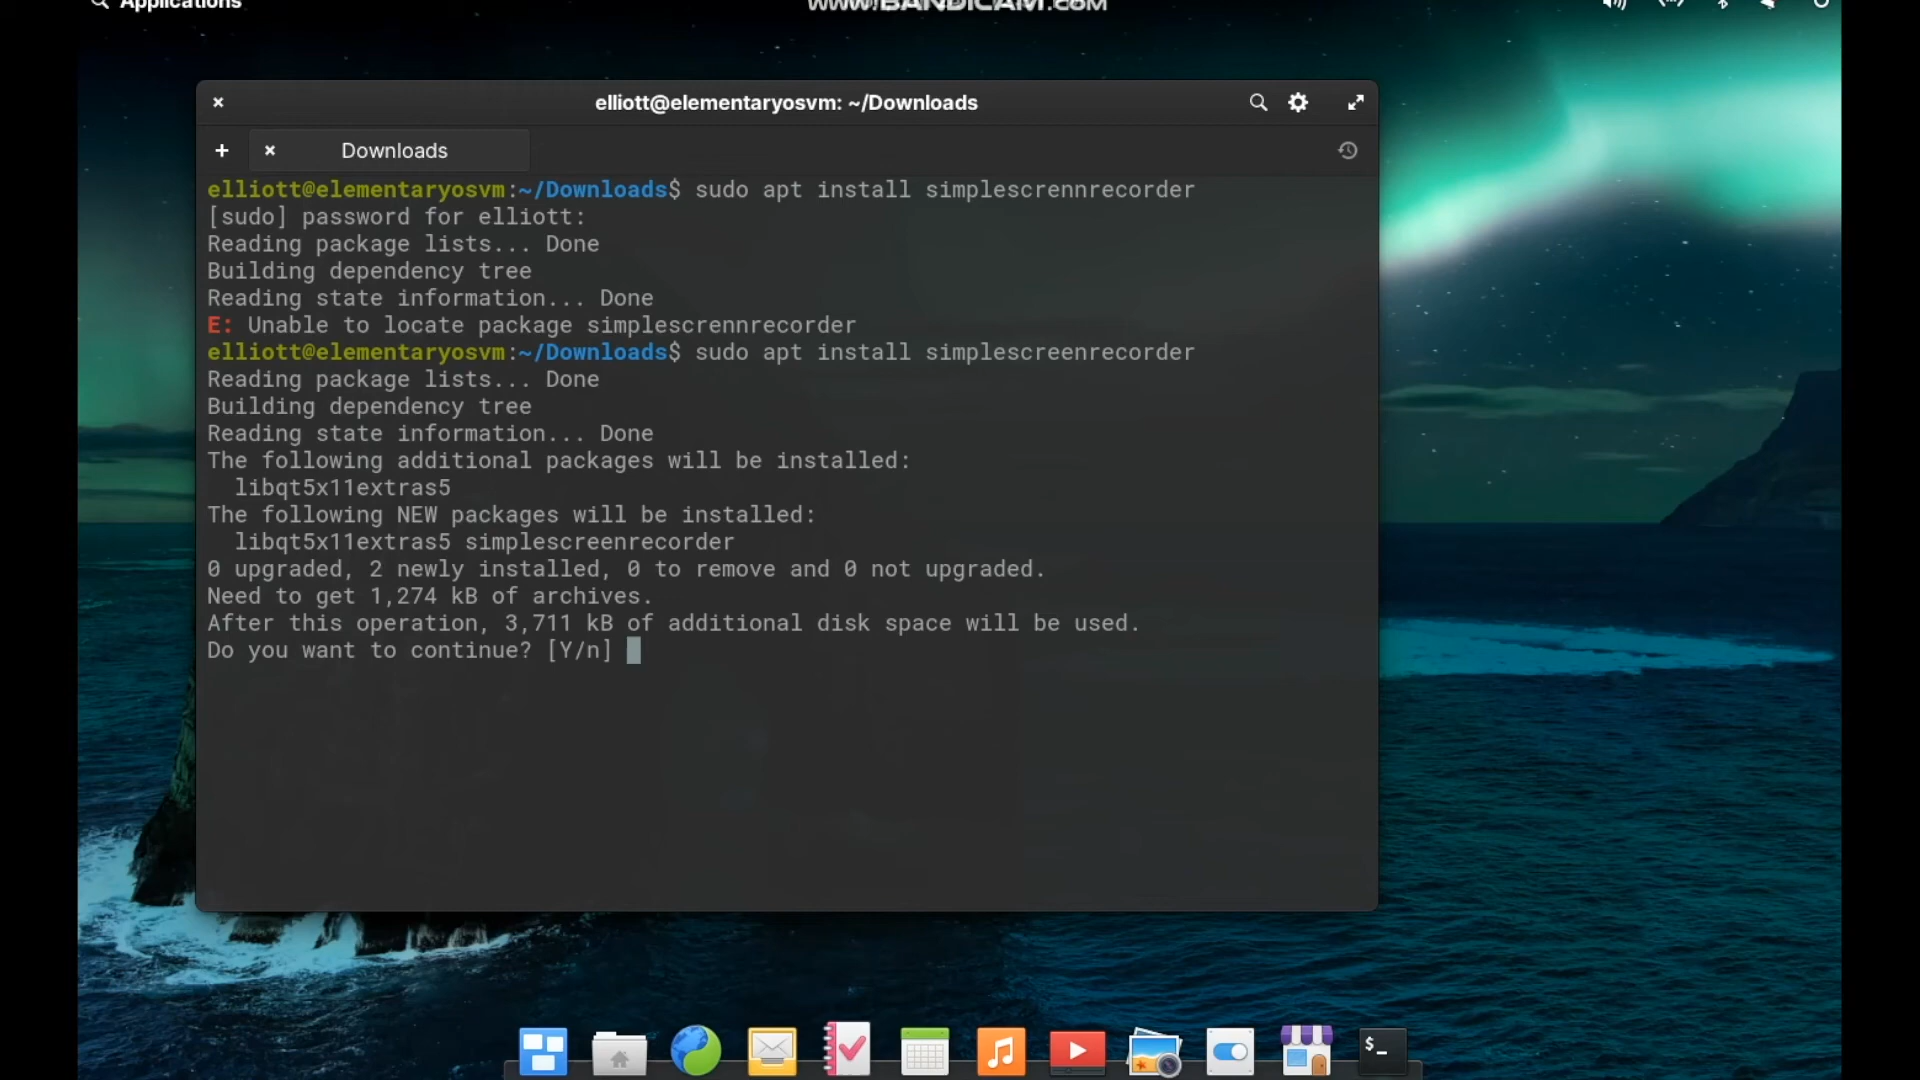 Applications
www.BANDICAM.com
elliott@elementaryosvm: ~/Downloads
Downloads
elliott@elementaryosvm:~/Downloads$ sudo apt install simplescrennrecorder
[sudo] password for elliott:
Reading package lists... Done
Building dependency tree
Reading state information... Done
E: Unable to locate package simplescrennrecorder
elliott@elementaryosvm:~/Downloads$ sudo apt install simplescreenrecorder
Reading package lists... Done
Building dependency tree
Reading state information... Done
The following additional packages will be installed:
  libqt5x11extras5
The following NEW packages will be installed:
  libqt5x11extras5 simplescreenrecorder
0 upgraded, 2 newly installed, 0 to remove and 0 not upgraded.
Need to get 1,274 kB of archives.
After this operation, 3,711 kB of additional disk space will be used.
Do you want to continue? [Y/n]
$_